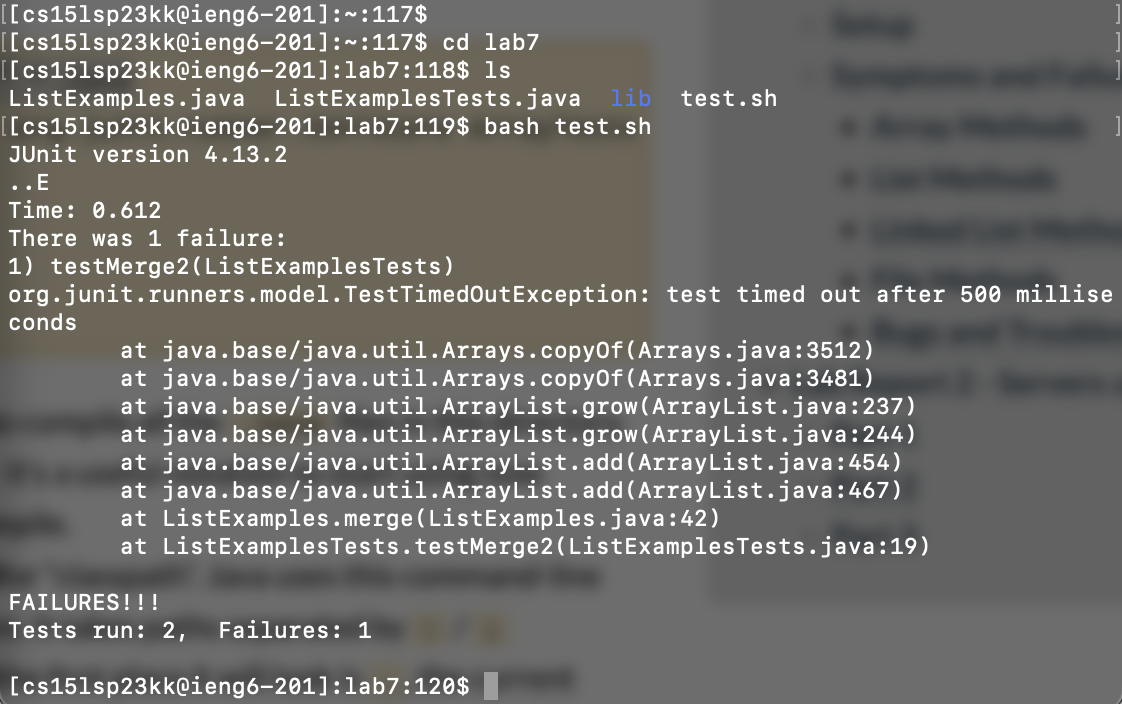 [[cs15lsp23kk@ieng6-201]:~:117$ ]
[[cs15lsp23kk@ieng6-201]:~:117$ cd lab7 ]
[[cs15lsp23kk@ieng6-201]:lab7:118$ ls ]
ListExamples.java  ListExamplesTests.java  lib  test.sh
[[cs15lsp23kk@ieng6-201]:lab7:119$ bash test.sh ]
JUnit version 4.13.2
..E
Time: 0.612
There was 1 failure:
1) testMerge2(ListExamplesTests)
org.junit.runners.model.TestTimedOutException: test timed out after 500 millise
conds
        at java.base/java.util.Arrays.copyOf(Arrays.java:3512)
        at java.base/java.util.Arrays.copyOf(Arrays.java:3481)
        at java.base/java.util.ArrayList.grow(ArrayList.java:237)
        at java.base/java.util.ArrayList.grow(ArrayList.java:244)
        at java.base/java.util.ArrayList.add(ArrayList.java:454)
        at java.base/java.util.ArrayList.add(ArrayList.java:467)
        at ListExamples.merge(ListExamples.java:42)
        at ListExamplesTests.testMerge2(ListExamplesTests.java:19)
FAILURES!!!
Tests run: 2,  Failures: 1
[cs15lsp23kk@ieng6-201]:lab7:120$
Setup
Array Methods
List Methods